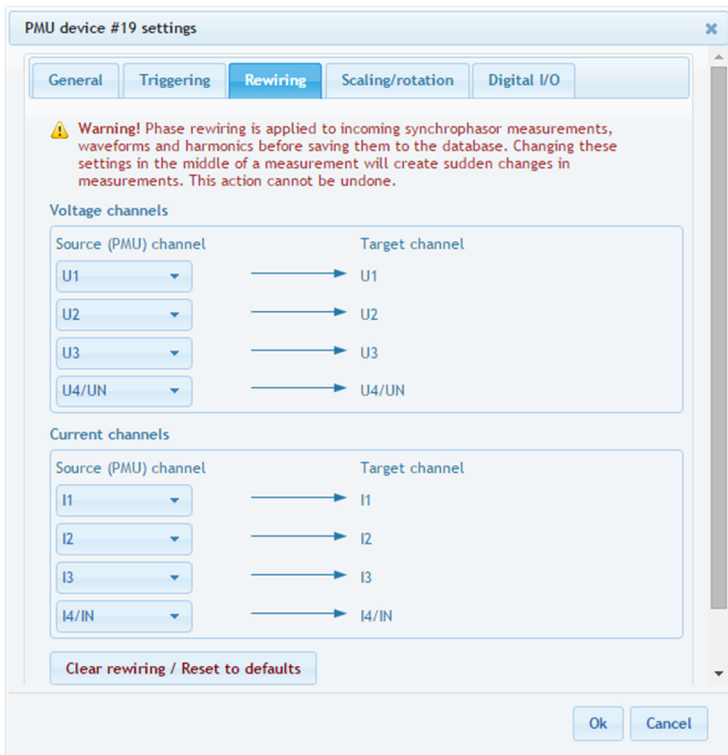 PMU device #19 settings
General Triggering Rewiring Scaling/rotation Digital I/O
Warning! Phase rewiring is applied to incoming synchrophasor measurements,
waveforms and harmonics before saving them to the database. Changing these
settings in the middle of a measurement will create sudden changes in
measurements. This action cannot be undone.
Voltage channels
Source (PMU) channel Target channel
U1 U1
U2 U2
U3 U3
U4/UN U4/UN
Current channels
Source (PMU) channel Target channel
I1 I1
I2 I2
I3 I3
I4/IN I4/IN
Clear rewiring / Reset to defaults
Ok Cancel